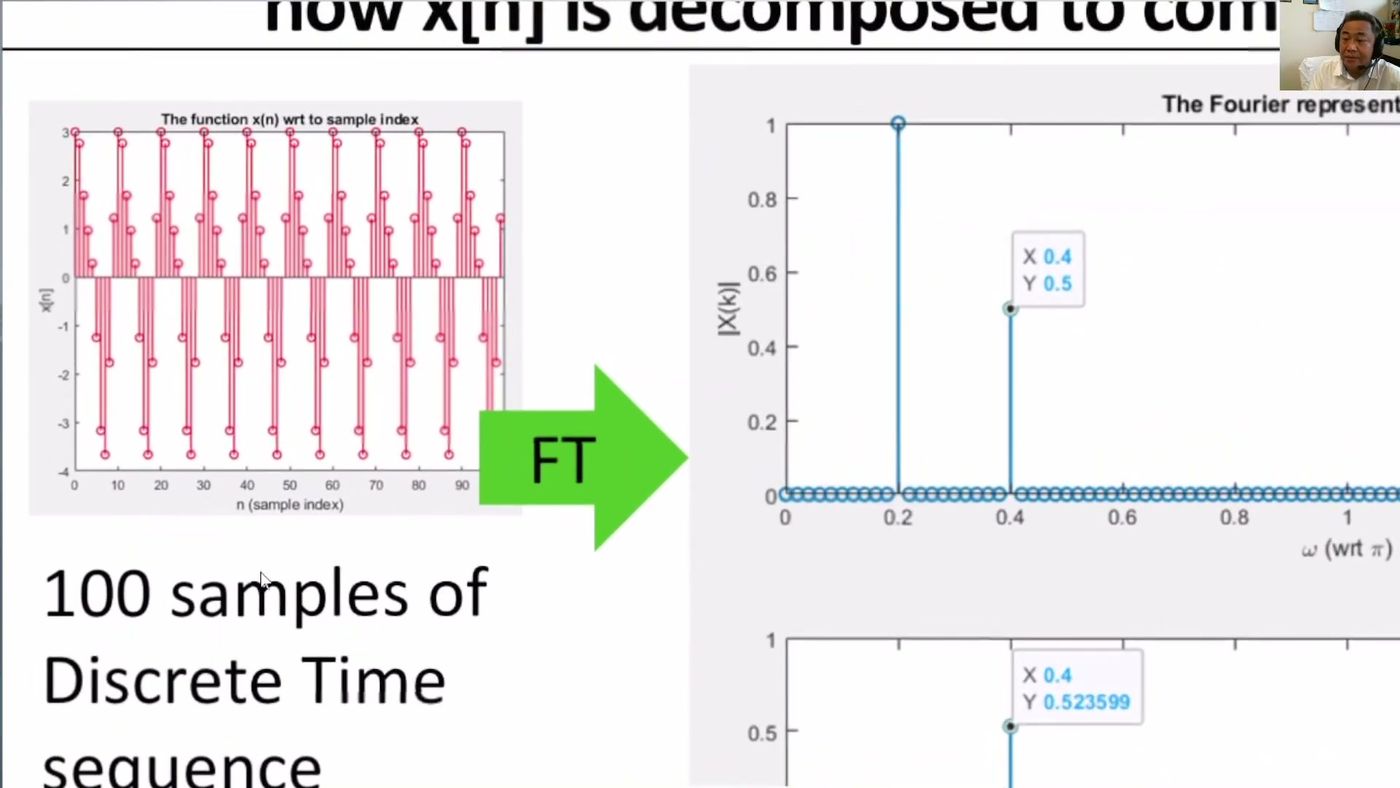 how x[n] is decomposed to com
The function x(n) wrt to sample index
3
2
1
0
-1
-2
-3
-4
x[n]
0 10 20 30 40 50 60 70 80 90
n (sample index)
FT
100 samples of
Discrete Time
sequence
The Fourier represent
1
0.8
0.6
0.4
0.2
0
|X(k)|
X 0.4
Y 0.5
0 0.2 0.4 0.6 0.8 1
ω (wrt π)
1
0.5
X 0.4
Y 0.523599